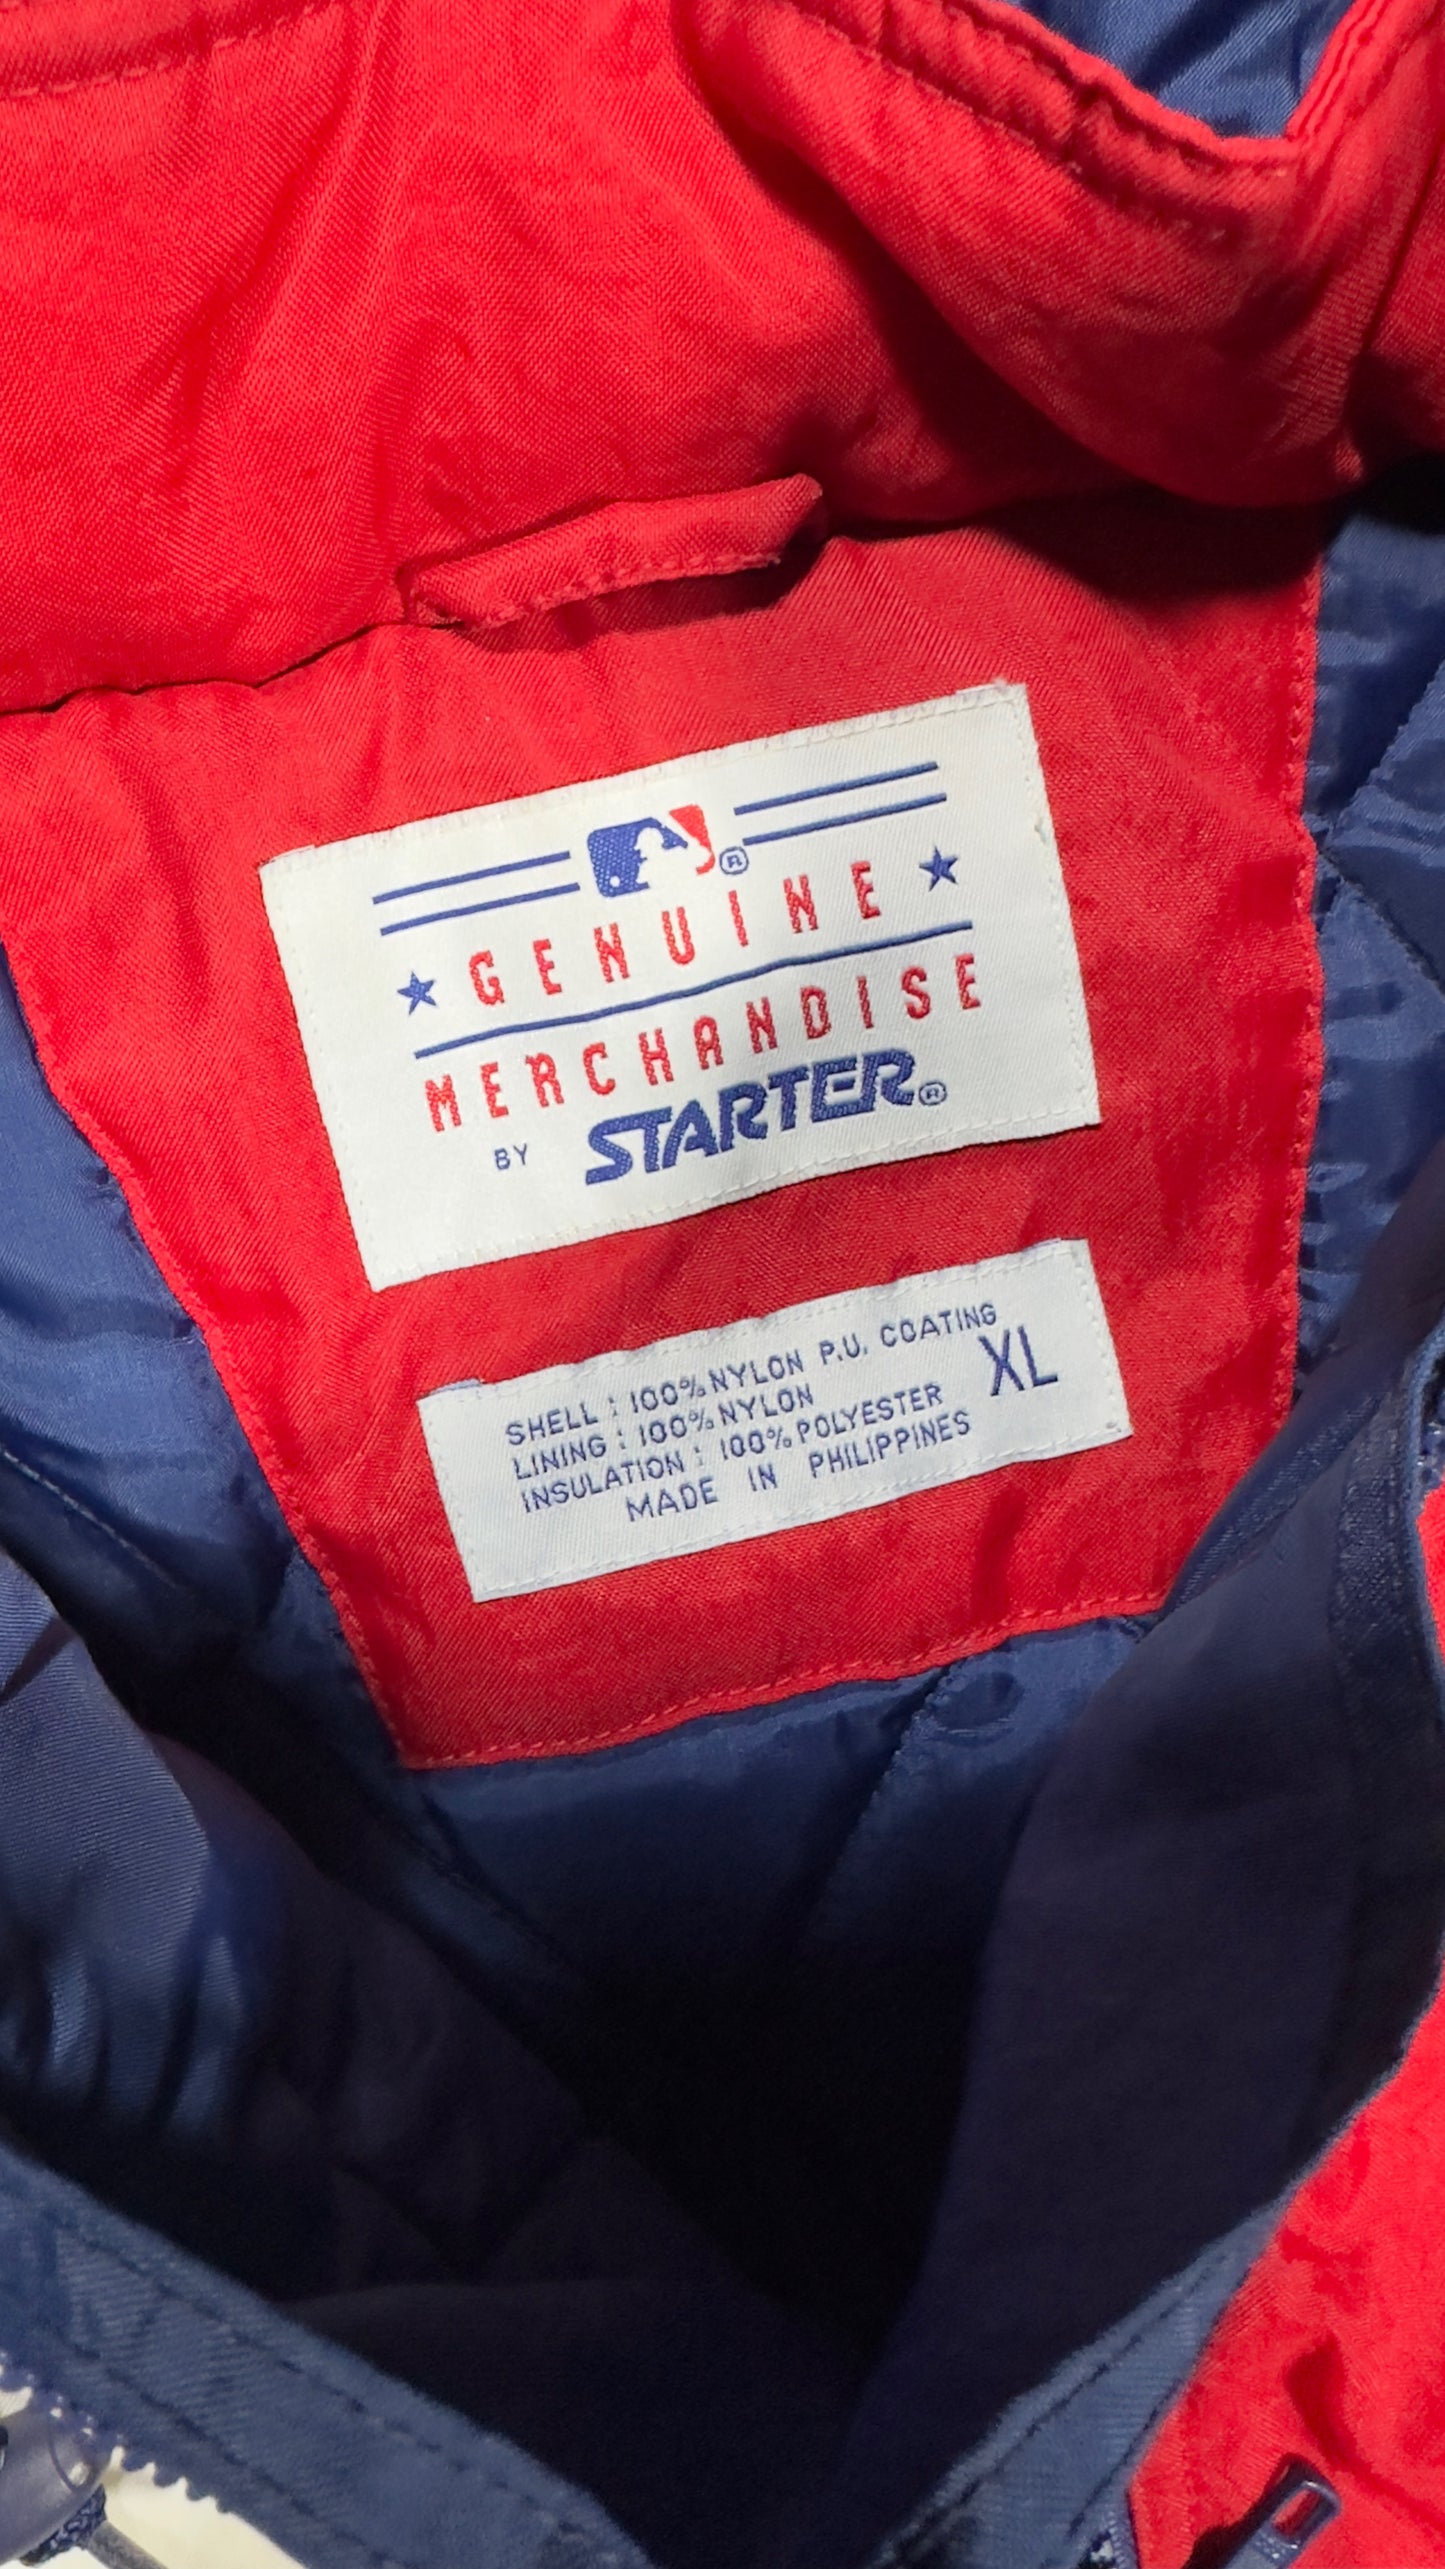 ®
★ GENUINE ★
MERCHANDISE
BY STARTER®
SHELL : 100% NYLON P.U. COATING
LINING : 100% NYLON XL
INSULATION : 100% POLYESTER
MADE IN PHILIPPINES